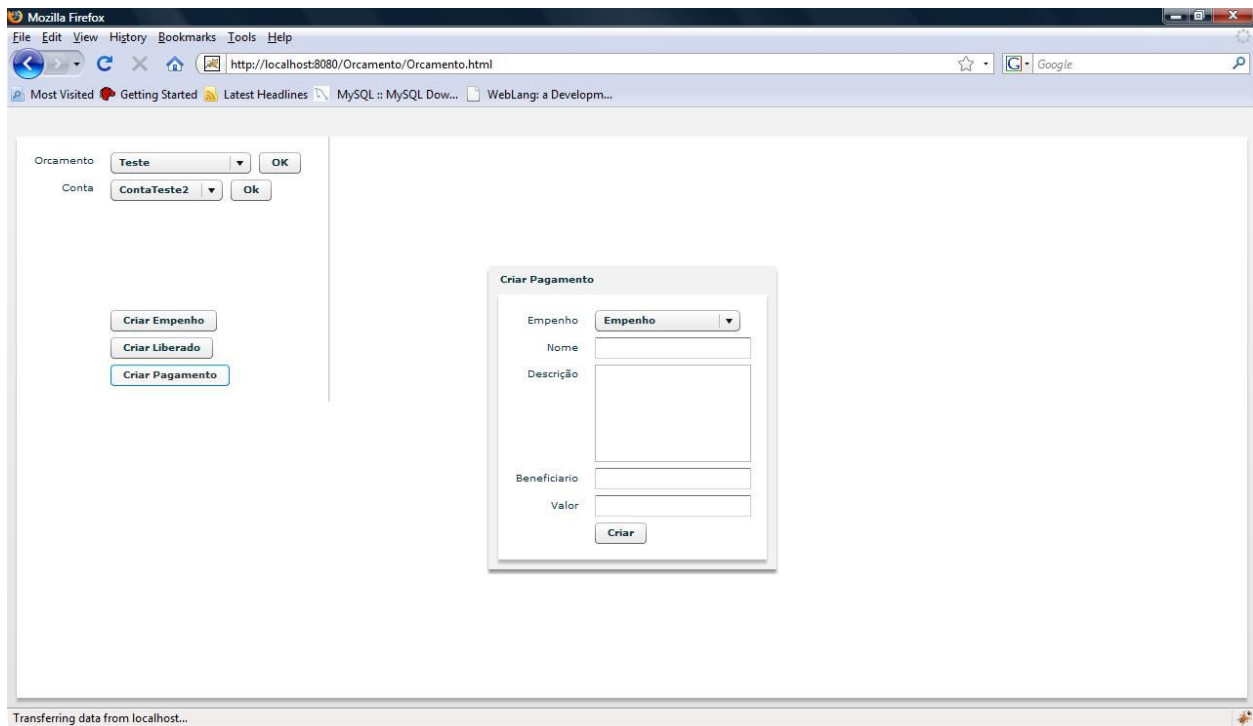 Mozilla Firefox
File Edit View History Bookmarks Tools Help
http://localhost:8080/Orcamento/Orcamento.html
G Google
Most Visited Getting Started Latest Headlines MySQL :: MySQL Dow... WebLang: a Developm...
Orcamento Teste OK
Conta ContaTeste2 Ok
Criar Empenho
Criar Liberado
Criar Pagamento
Criar Pagamento
Empenho Empenho
Nome
Descrição
Beneficiario
Valor
Criar
Transferring data from localhost...